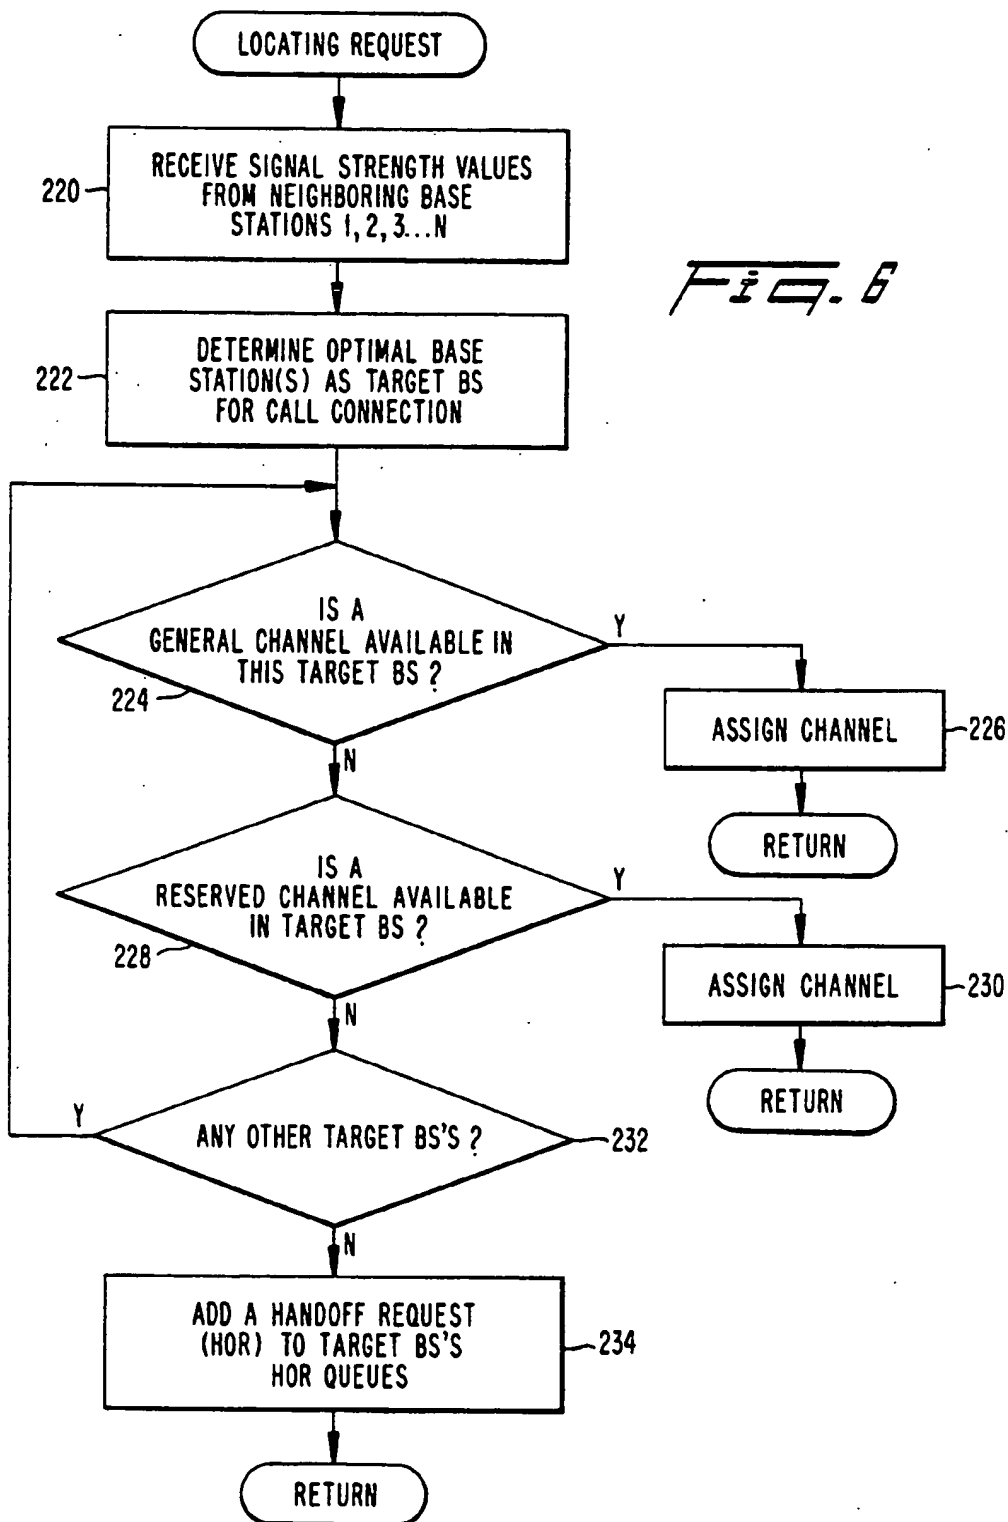 LOCATING REQUEST
220
RECEIVE SIGNAL STRENGTH VALUES
FROM NEIGHBORING BASE
STATIONS 1, 2, 3...N
Fig. 6
222
DETERMINE OPTIMAL BASE
STATION(S) AS TARGET BS
FOR CALL CONNECTION
IS A
GENERAL CHANNEL AVAILABLE IN
THIS TARGET BS ?
224
Y
N
ASSIGN CHANNEL
226
RETURN
IS A
RESERVED CHANNEL AVAILABLE
IN TARGET BS ?
228
Y
N
ASSIGN CHANNEL
230
RETURN
Y
ANY OTHER TARGET BS'S ?
232
N
ADD A HANDOFF REQUEST
(HOR) TO TARGET BS'S
HOR QUEUES
234
RETURN